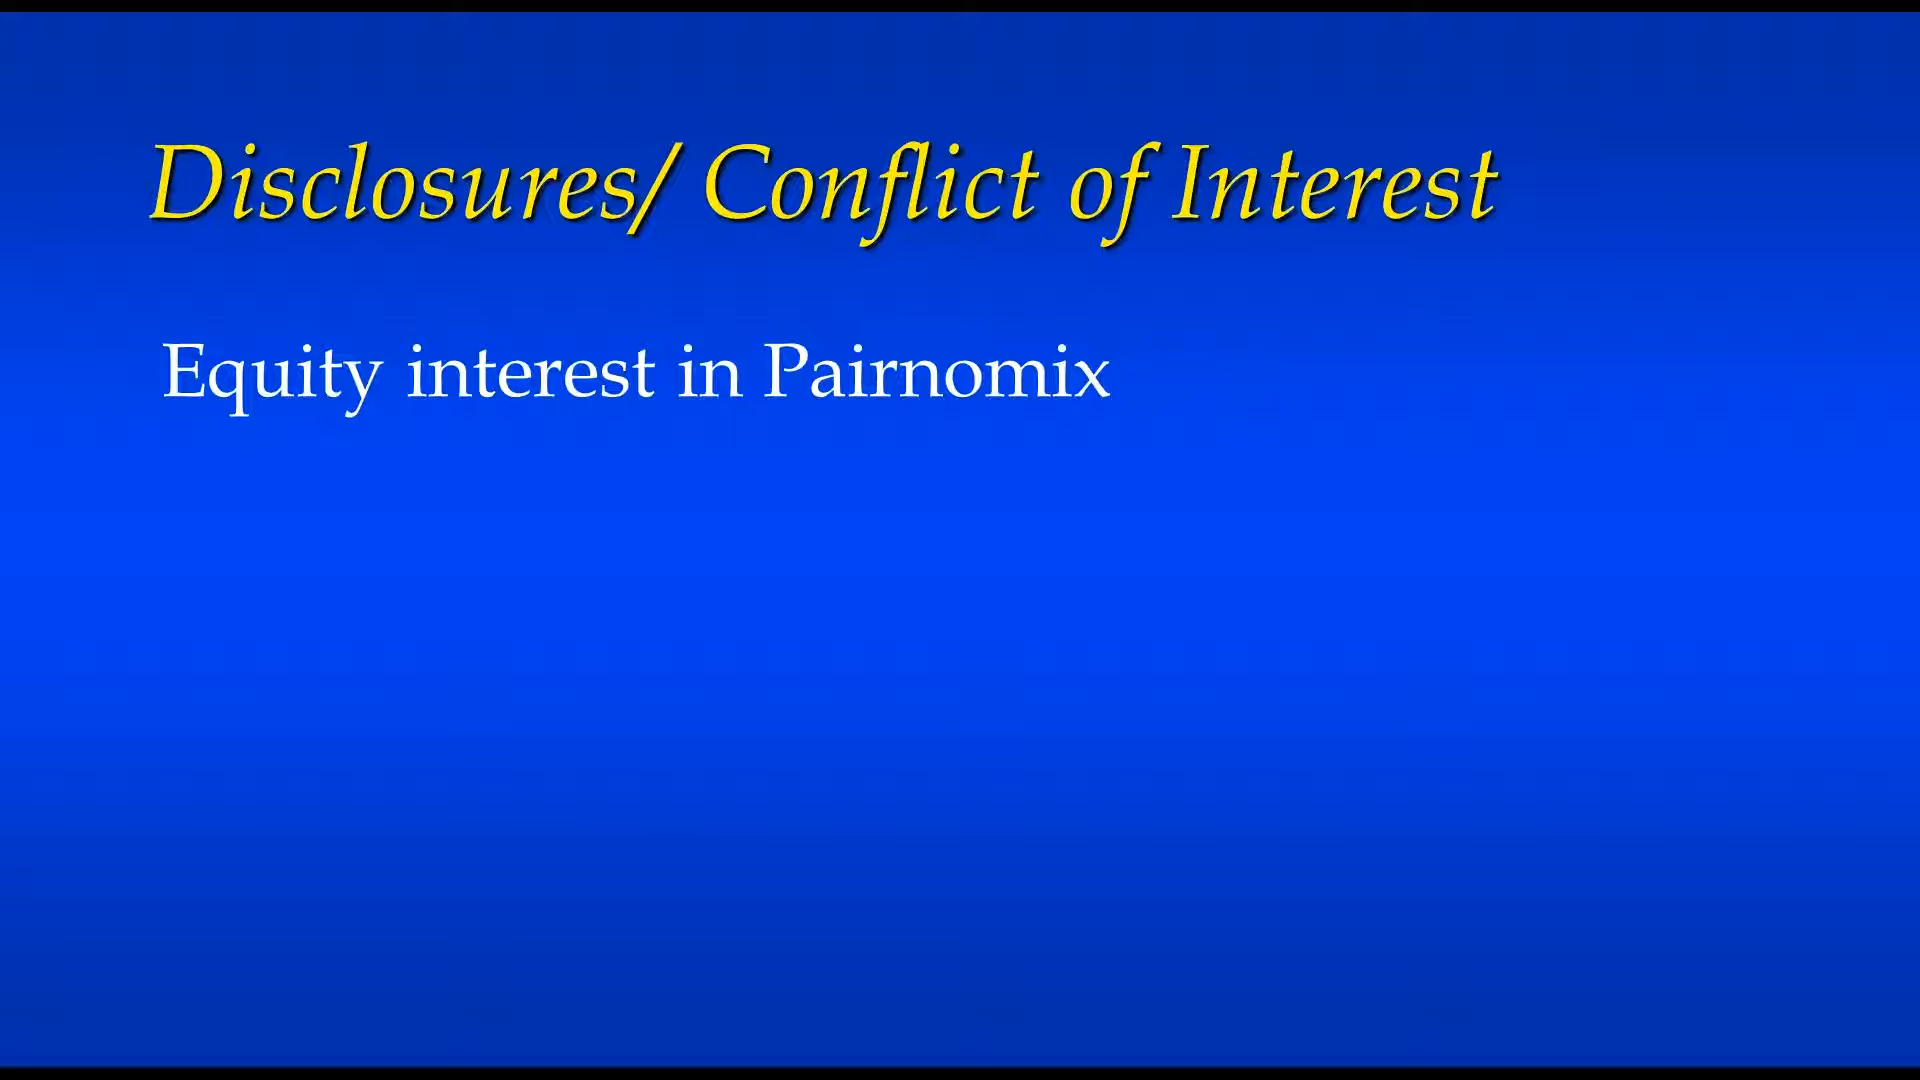 Disclosures/ Conflict of Interest
Equity interest in Pairnomix